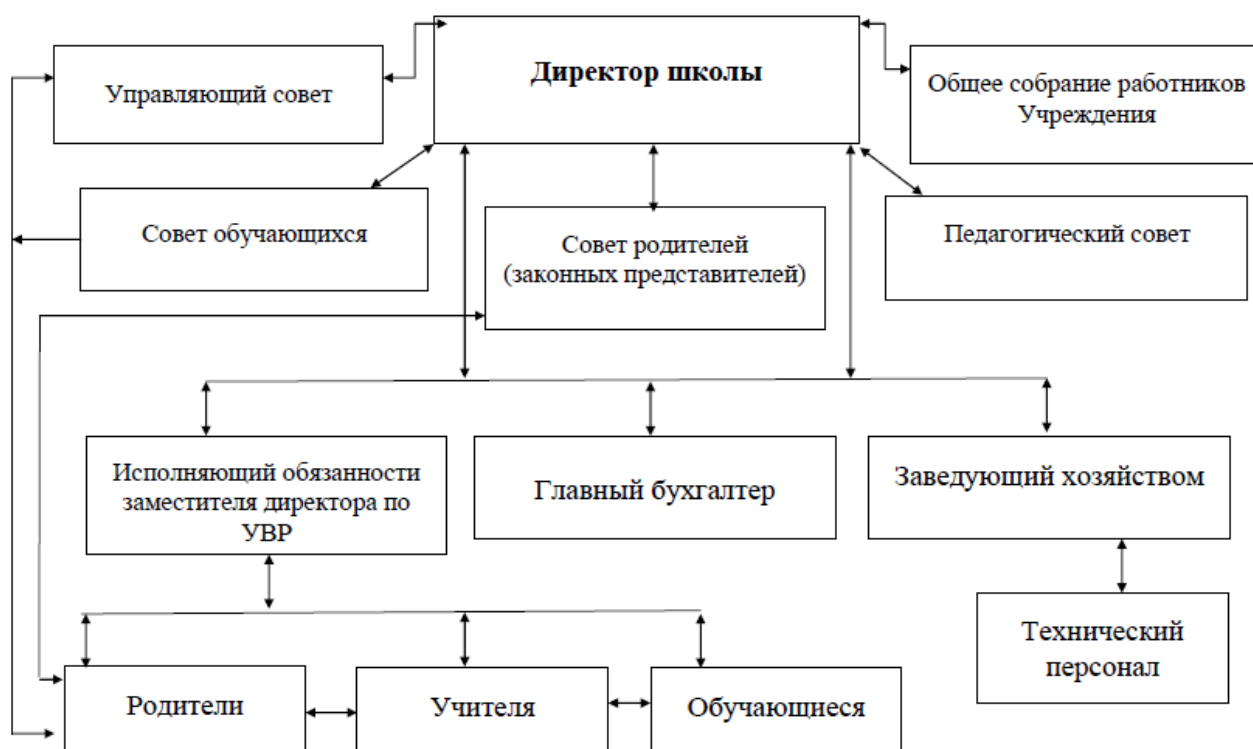 Директор школы
Управляющий совет
Общее собрание работников
Учреждения
Совет обучающихся
Совет родителей
(законных представителей)
Педагогический совет
Исполняющий обязанности
заместителя директора по
УВР
Главный бухгалтер
Заведующий хозяйством
Технический
персонал
Родители
Учителя
Обучающиеся